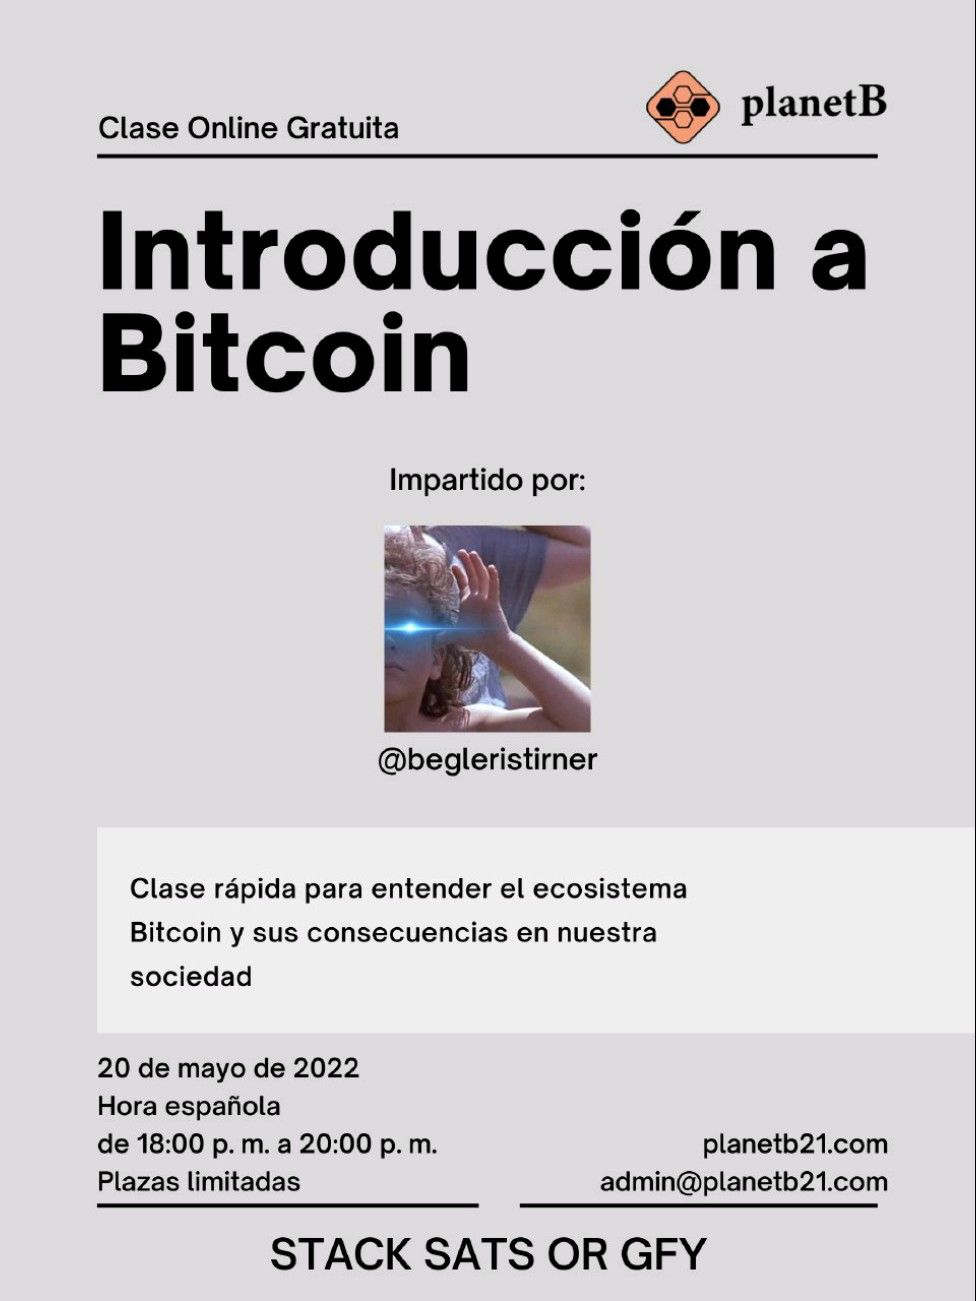 Clase Online Gratuita
planetB
Introducción a
Bitcoin
Impartido por:
@begleristirner
Clase rápida para entender el ecosistema
Bitcoin y sus consecuencias en nuestra
sociedad
20 de mayo de 2022
Hora española
de 18:00 p. m. a 20:00 p. m.
Plazas limitadas
planetb21.com
admin@planetb21.com
STACK SATS OR GFY